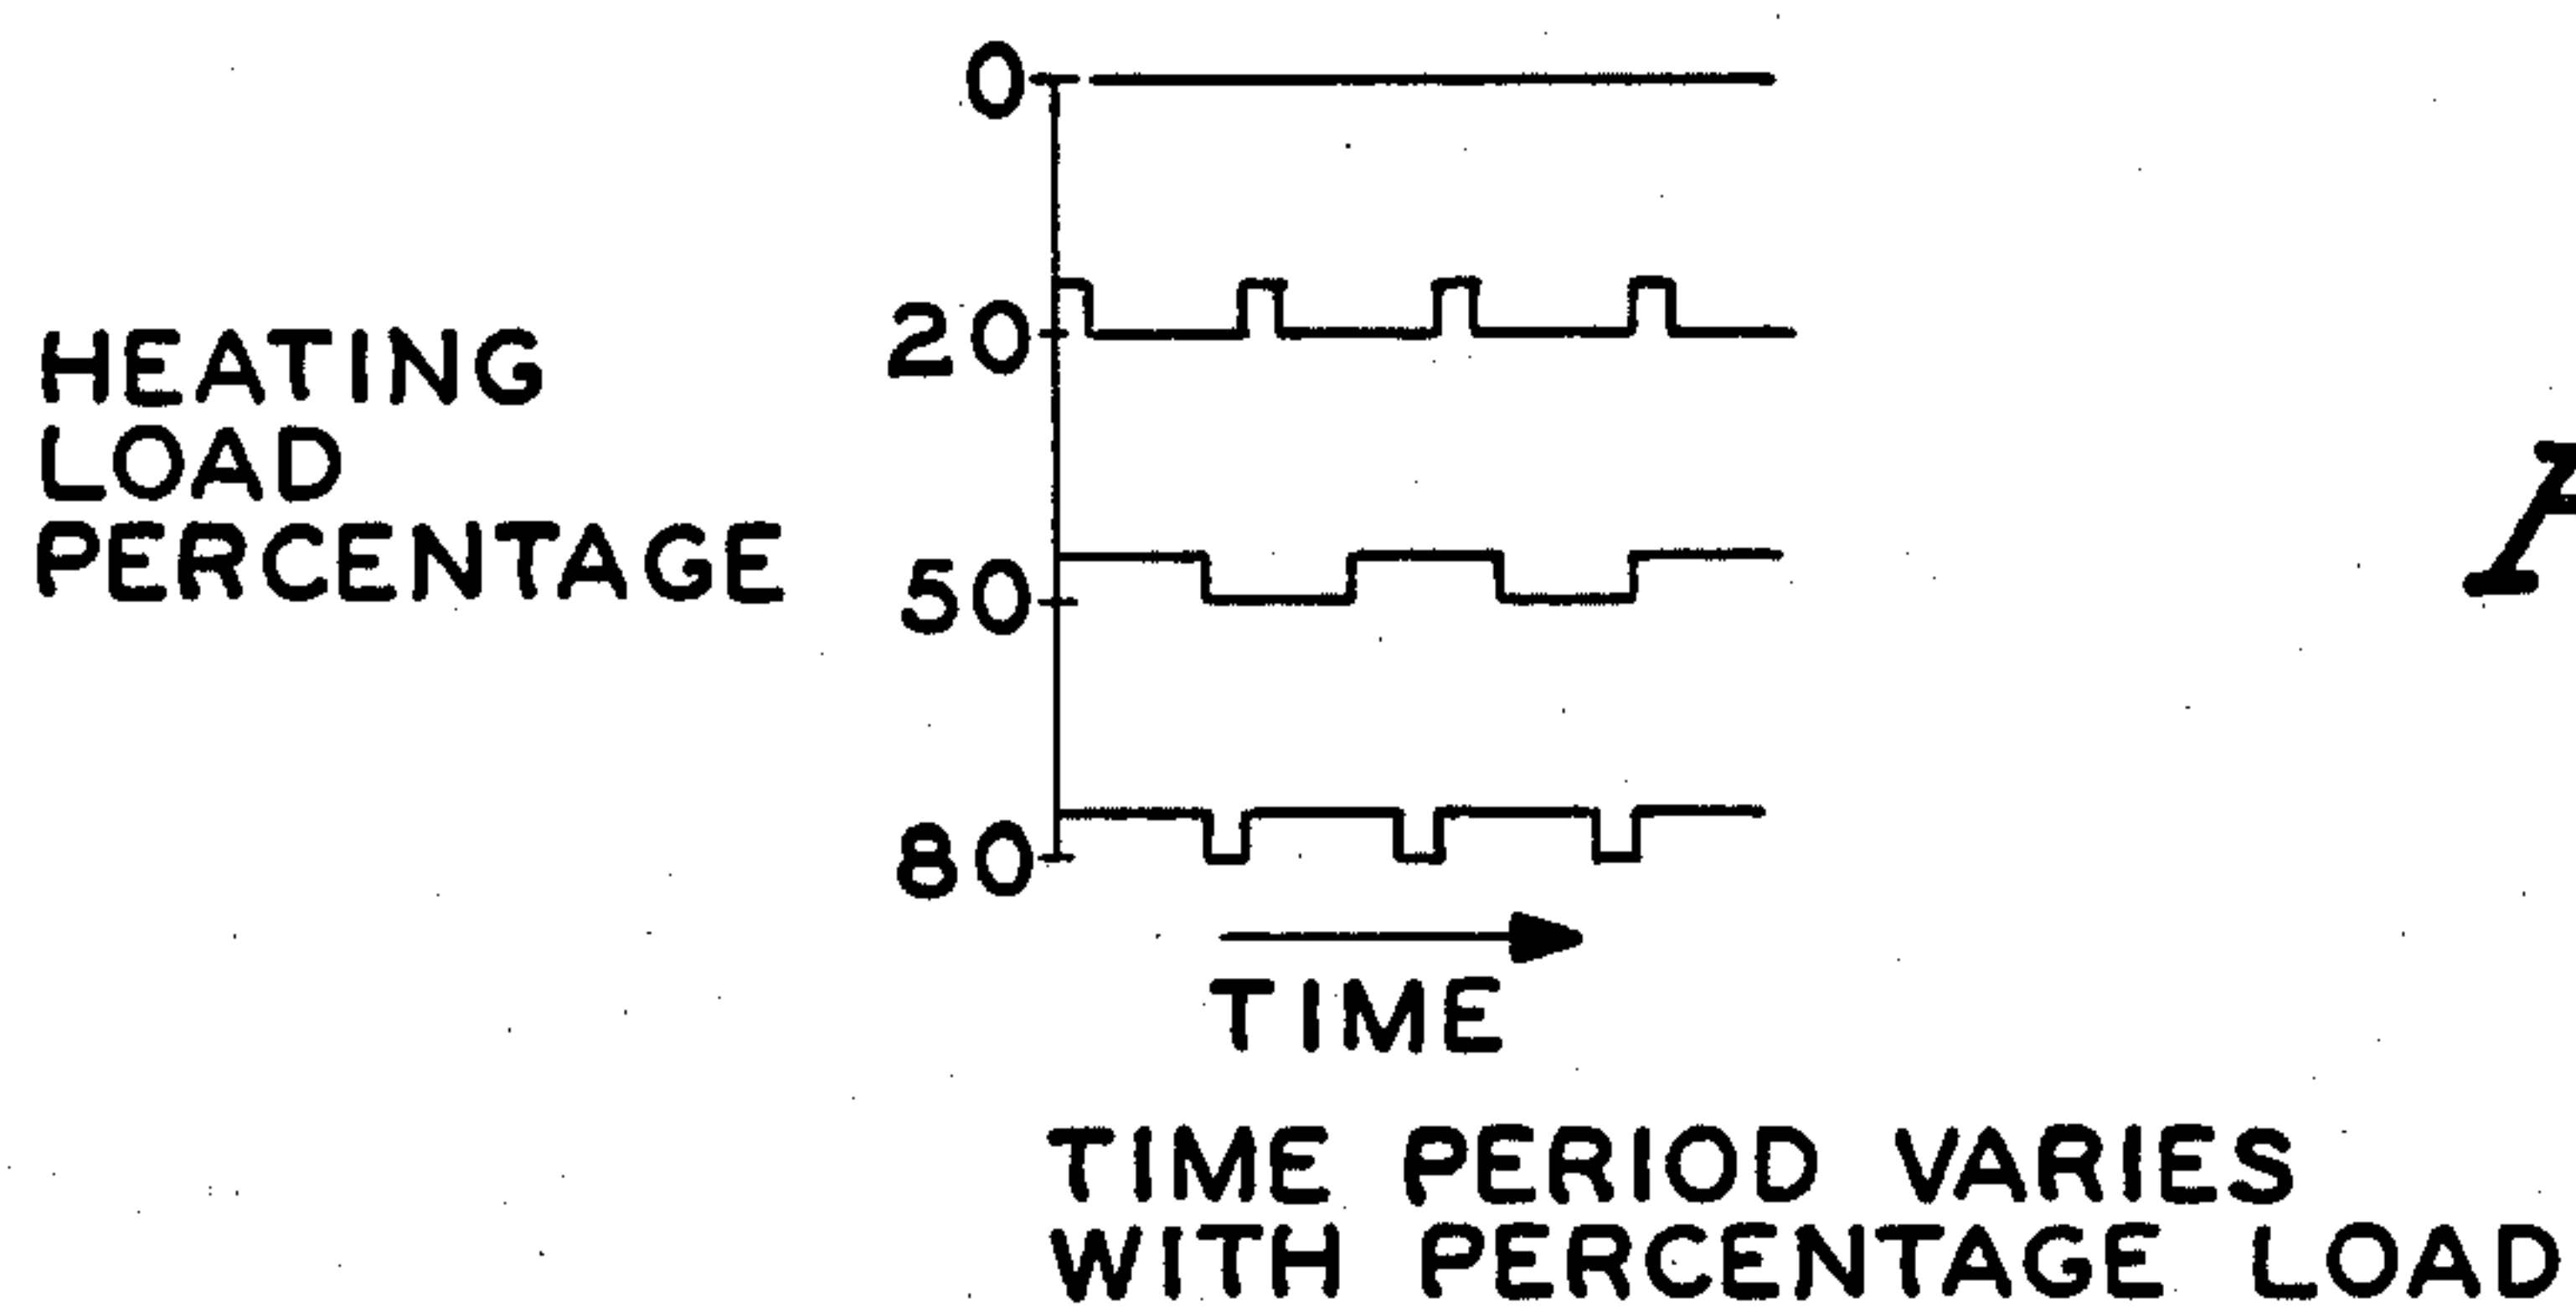 0
20
HEATING
LOAD
PERCENTAGE
50
80
TIME
TIME PERIOD VARIES
WITH PERCENTAGE LOAD